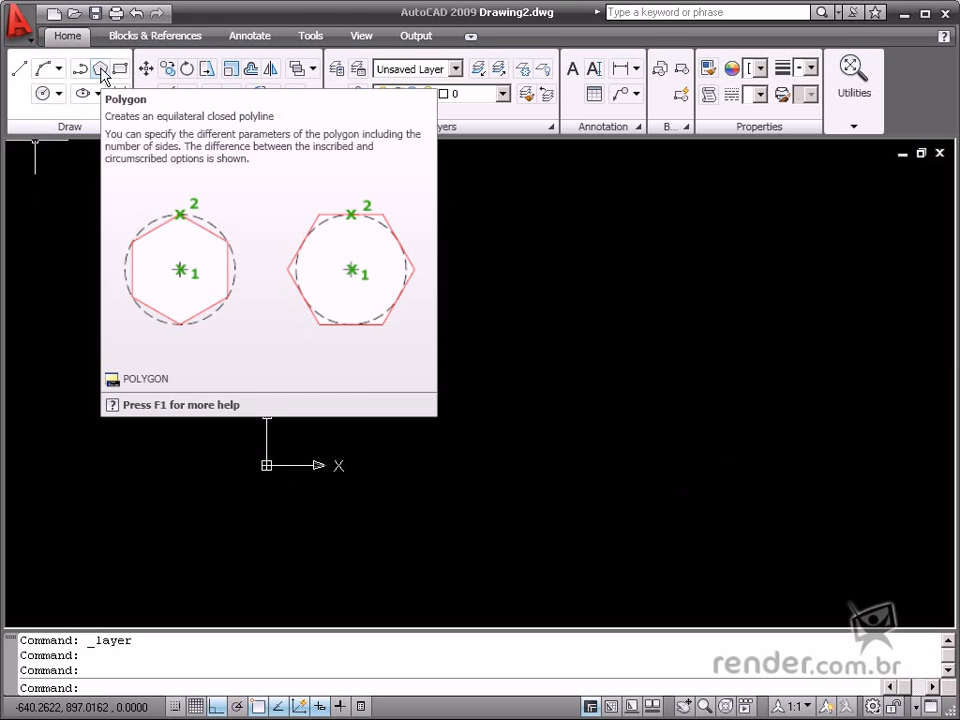 AutoCAD 2009 Drawing2.dwg
Type a keyword or phrase
Home Blocks & References Annotate Tools View Output
Unsaved Layer
0
Utilities
Draw
yers
Annotation
B...
Properties
Polygon
Creates an equilateral closed polyline
You can specify the different parameters of the polygon including the
number of sides. The difference between the inscribed and
circumscribed options is shown.
2
1
2
1
POLYGON
Press F1 for more help
X
Command: _layer
Command:
Command:
Command:
render.com.br
-640.2622, 897.0162 , 0.0000
1:1